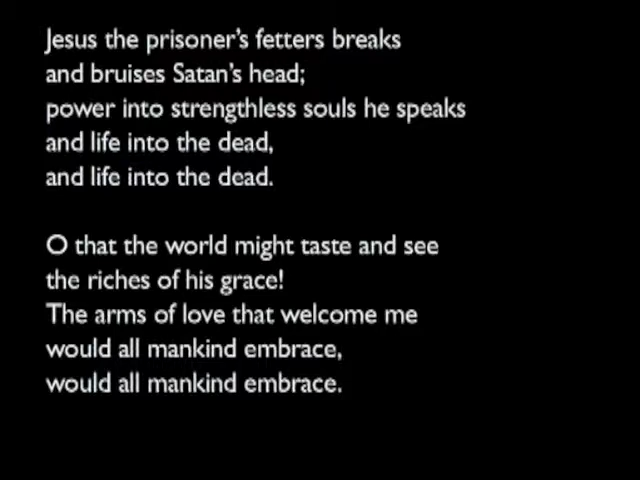 Jesus the prisoner's fetters breaks
and bruises Satan's head;
power into strengthless souls he speaks
and life into the dead,
and life into the dead.

O that the world might taste and see
the riches of his grace!
The arms of love that welcome me
would all mankind embrace,
would all mankind embrace.